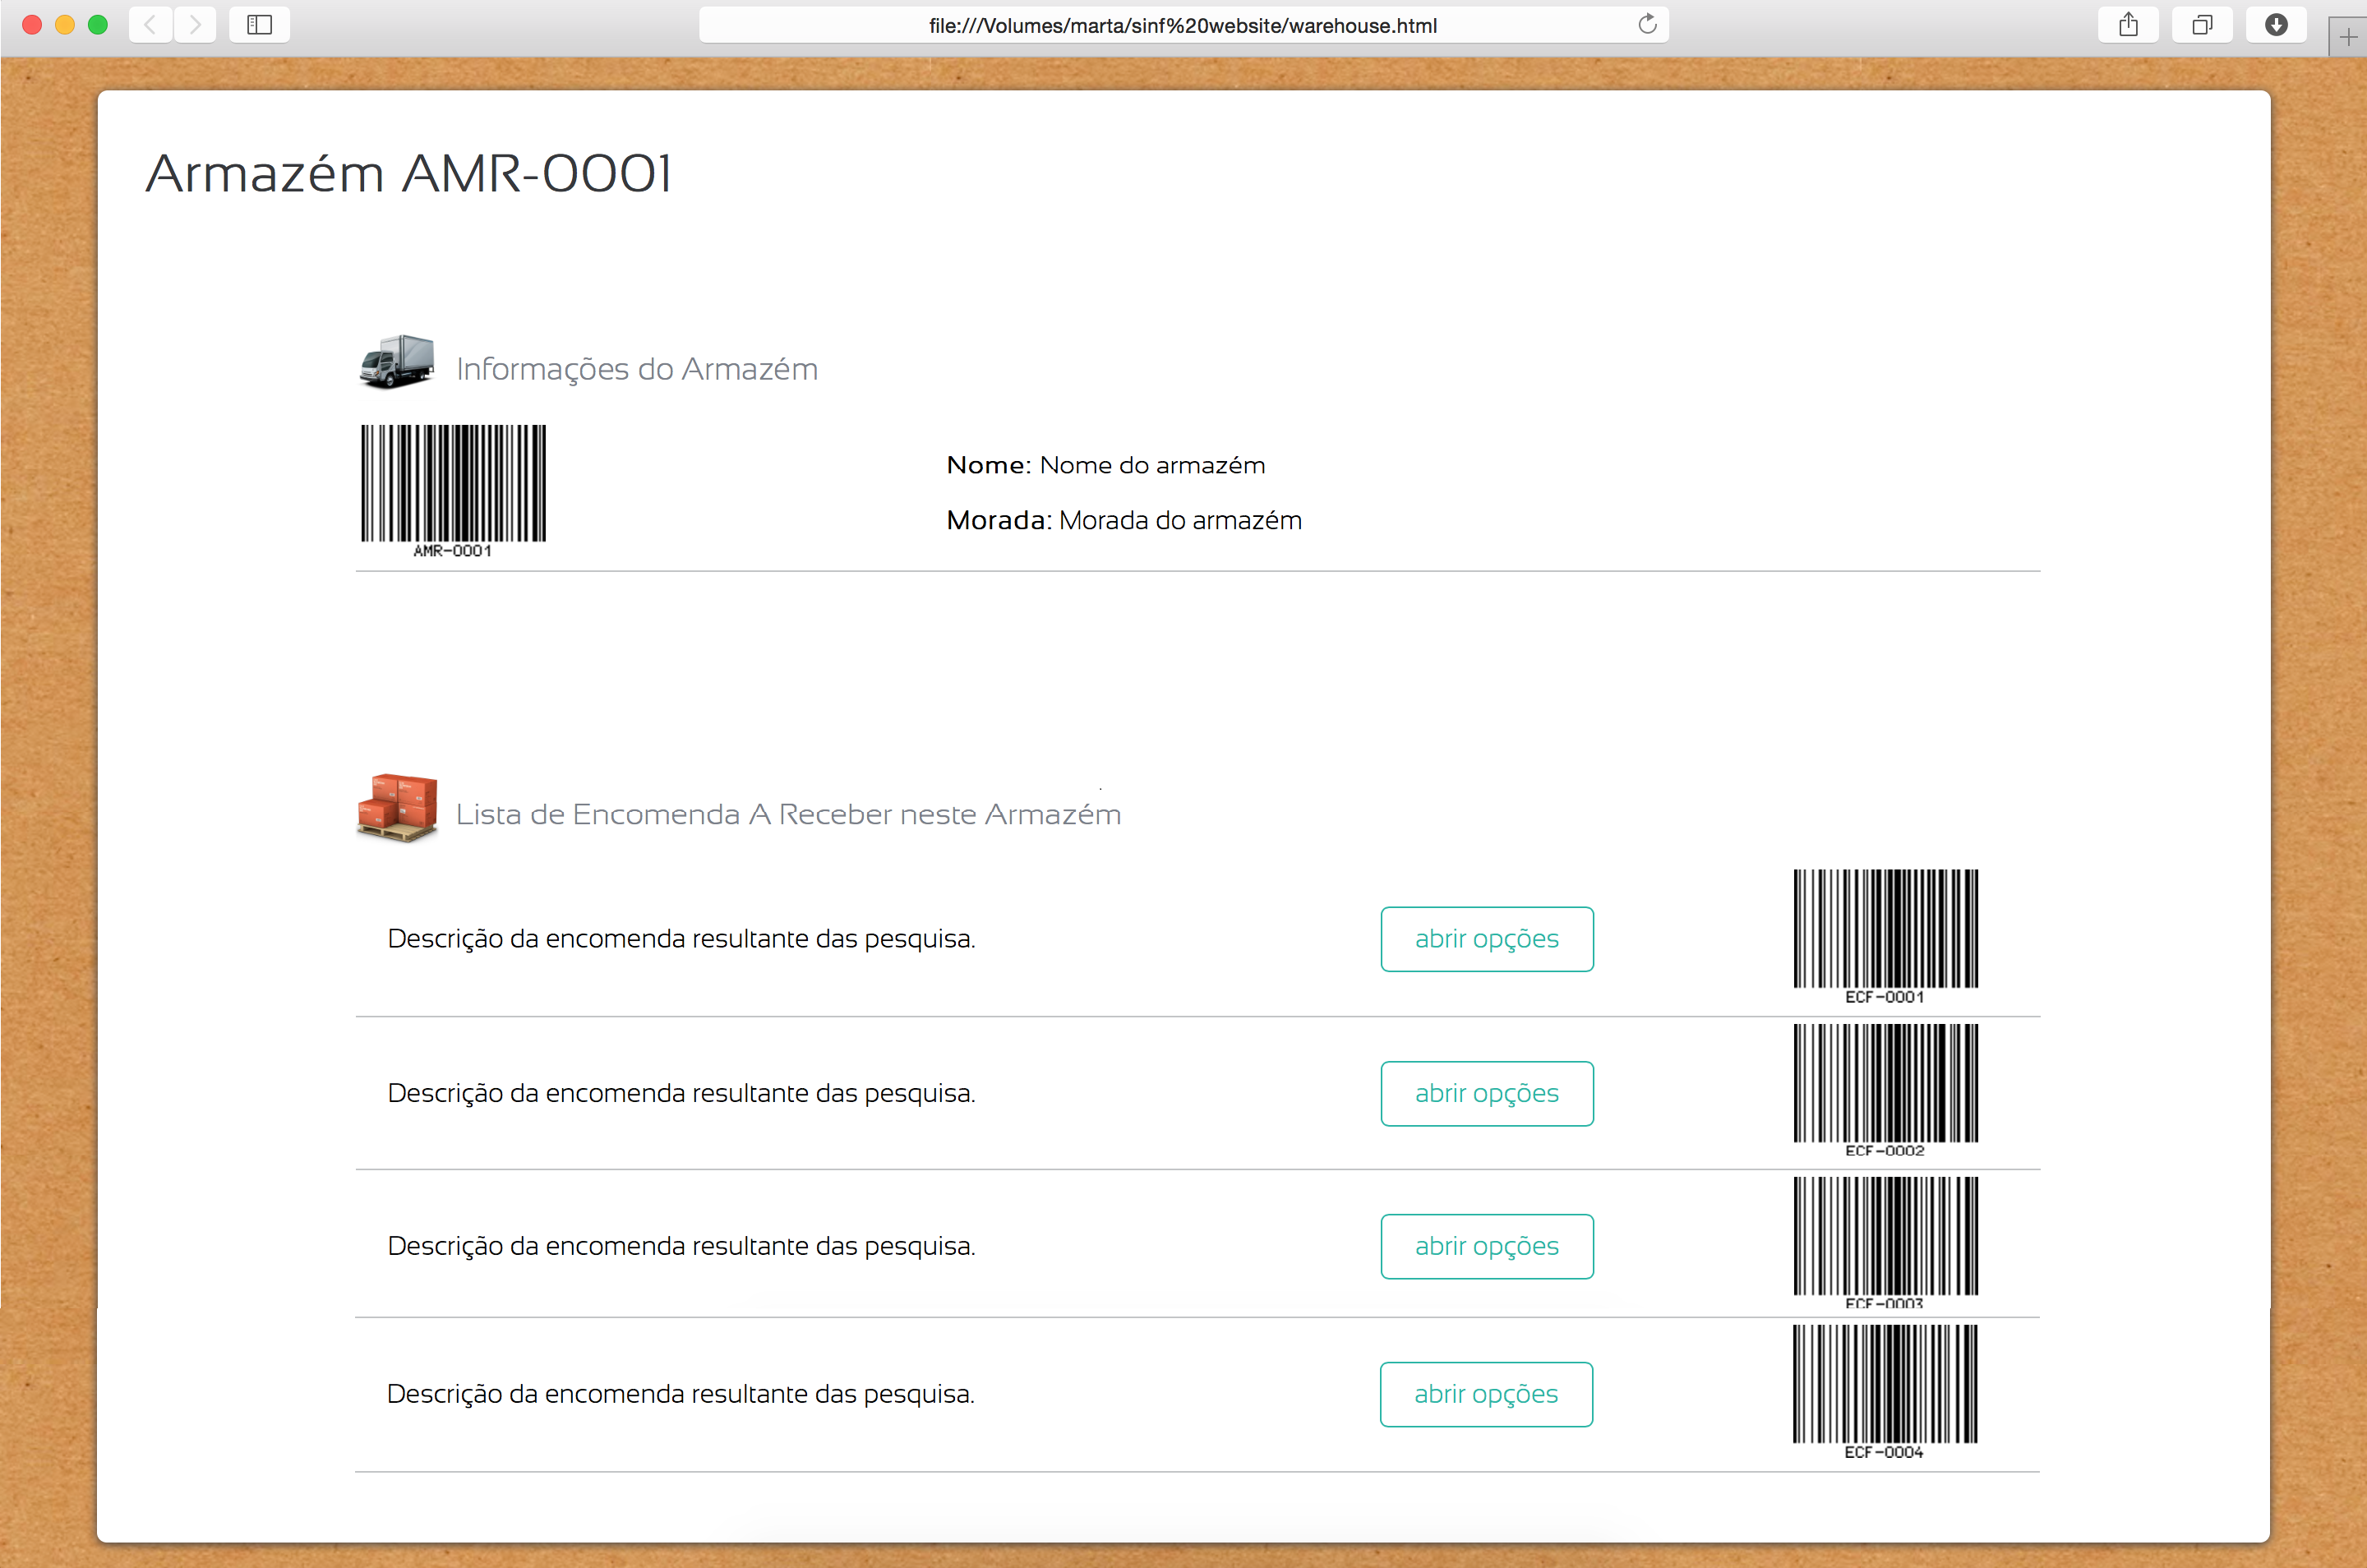 file:///Volumes/marta/sinf%20website/warehouse.html
Armazém AMR-0001
Informações do Armazém
AMR-0001
Nome: Nome do armazém
Morada: Morada do armazém
Lista de Encomenda A Receber neste Armazém
Descrição da encomenda resultante das pesquisa.
abrir opções
ECF-0001
Descrição da encomenda resultante das pesquisa.
abrir opções
ECF-0002
Descrição da encomenda resultante das pesquisa.
abrir opções
ECF-0003
Descrição da encomenda resultante das pesquisa.
abrir opções
ECF-0004